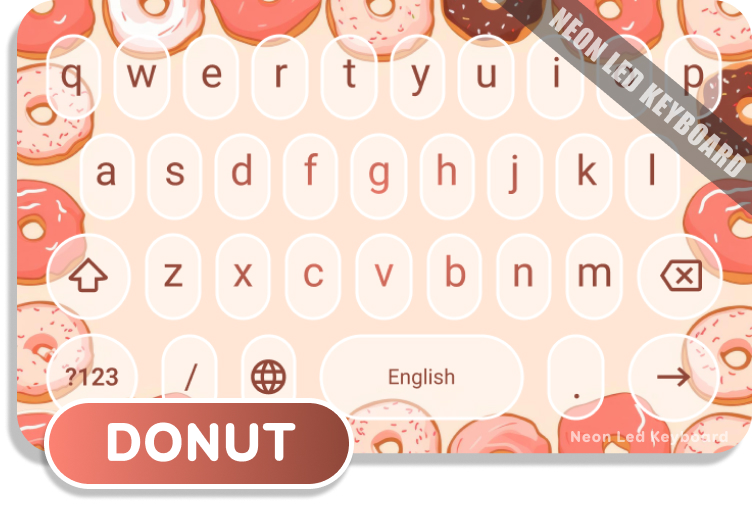 NEON LED KEYBOARD
q w e r t y u i p
a s d f g h j k l
z x c v b n m
?123 / English .
DONUT
Neon Led Keyboard